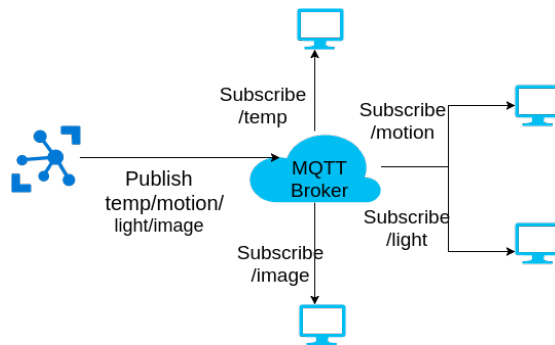 Subscribe
/temp
Subscribe
/motion
MQTT
Broker
Publish
temp/motion/
light/image
Subscribe
/light
Subscribe
/image